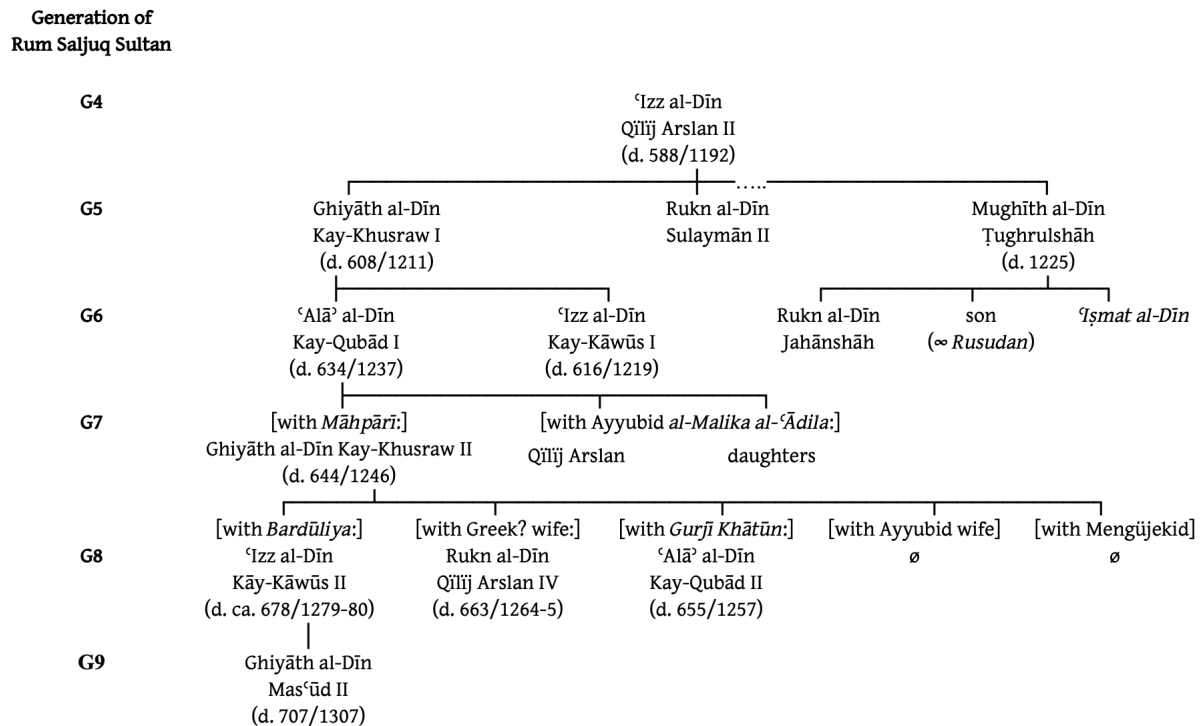 Generation of
Rum Saljuq Sultan
G4
ʿIzz al-Dīn
Qïlïj Arslan II
(d. 588/1192)
.....
G5
Ghiyāth al-Dīn
Kay-Khusraw I
(d. 608/1211)
Rukn al-Dīn
Sulaymān II
Mughīth al-Dīn
Ṭughrulshāh
(d. 1225)
G6
ʿAlāʾ al-Dīn
Kay-Qubād I
(d. 634/1237)
ʿIzz al-Dīn
Kay-Kāwūs I
(d. 616/1219)
Rukn al-Dīn
Jahānshāh
son
(∞ Rusudan)
ʿIṣmat al-Dīn
G7
[with Māhpārī:]
Ghiyāth al-Dīn Kay-Khusraw II
(d. 644/1246)
[with Ayyubid al-Malika al-ʿĀdila:]
Qïlïj Arslan
daughters
G8
[with Bardūliya:]
ʿIzz al-Dīn
Kāy-Kāwūs II
(d. ca. 678/1279-80)
[with Greek? wife:]
Rukn al-Dīn
Qïlïj Arslan IV
(d. 663/1264-5)
[with Gurjī Khātūn:]
ʿAlāʾ al-Dīn
Kay-Qubād II
(d. 655/1257)
[with Ayyubid wife]
ø
[with Mengüjekid]
ø
G9
Ghiyāth al-Dīn
Masʿūd II
(d. 707/1307)